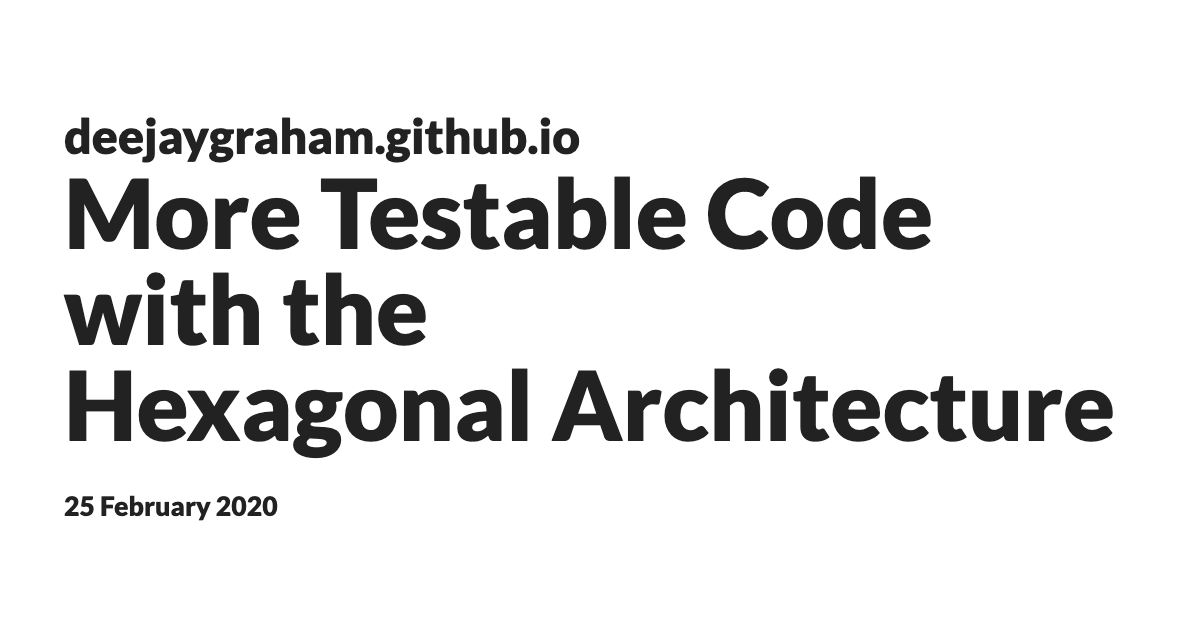 deejaygraham.github.io
More Testable Code
with the
Hexagonal Architecture
25 February 2020